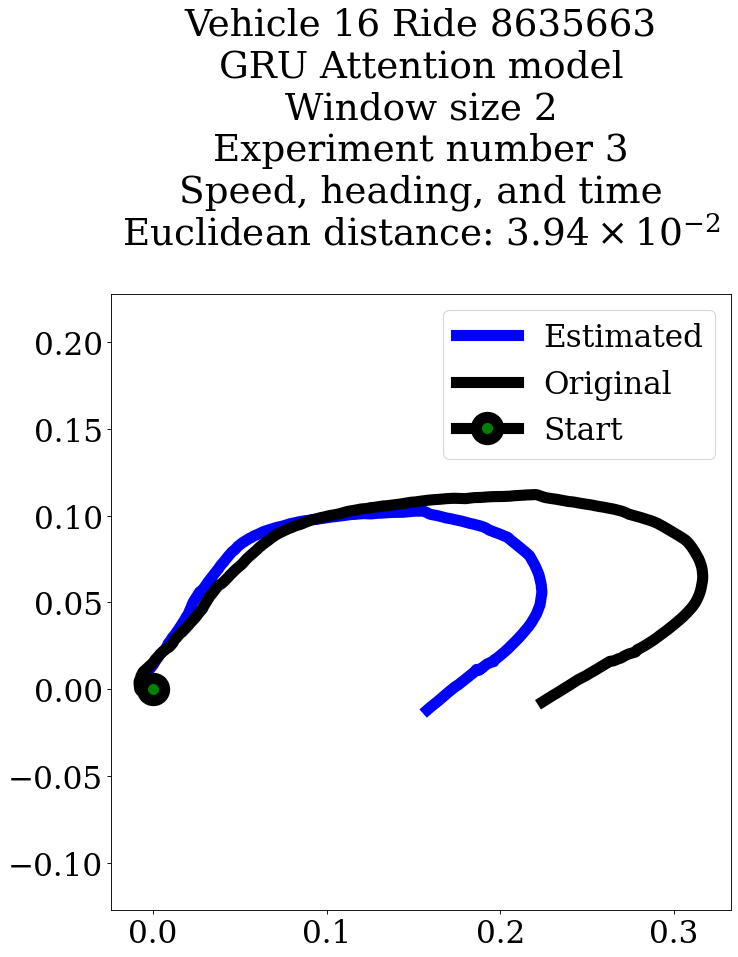 Vehicle 16 Ride 8635663
GRU Attention model
Window size 2
Experiment number 3
Speed, heading, and time
Euclidean distance: 3.94 × 10⁻²
Estimated
Original
Start
0.20
0.15
0.10
0.05
0.00
−0.05
−0.10
0.0 0.1 0.2 0.3